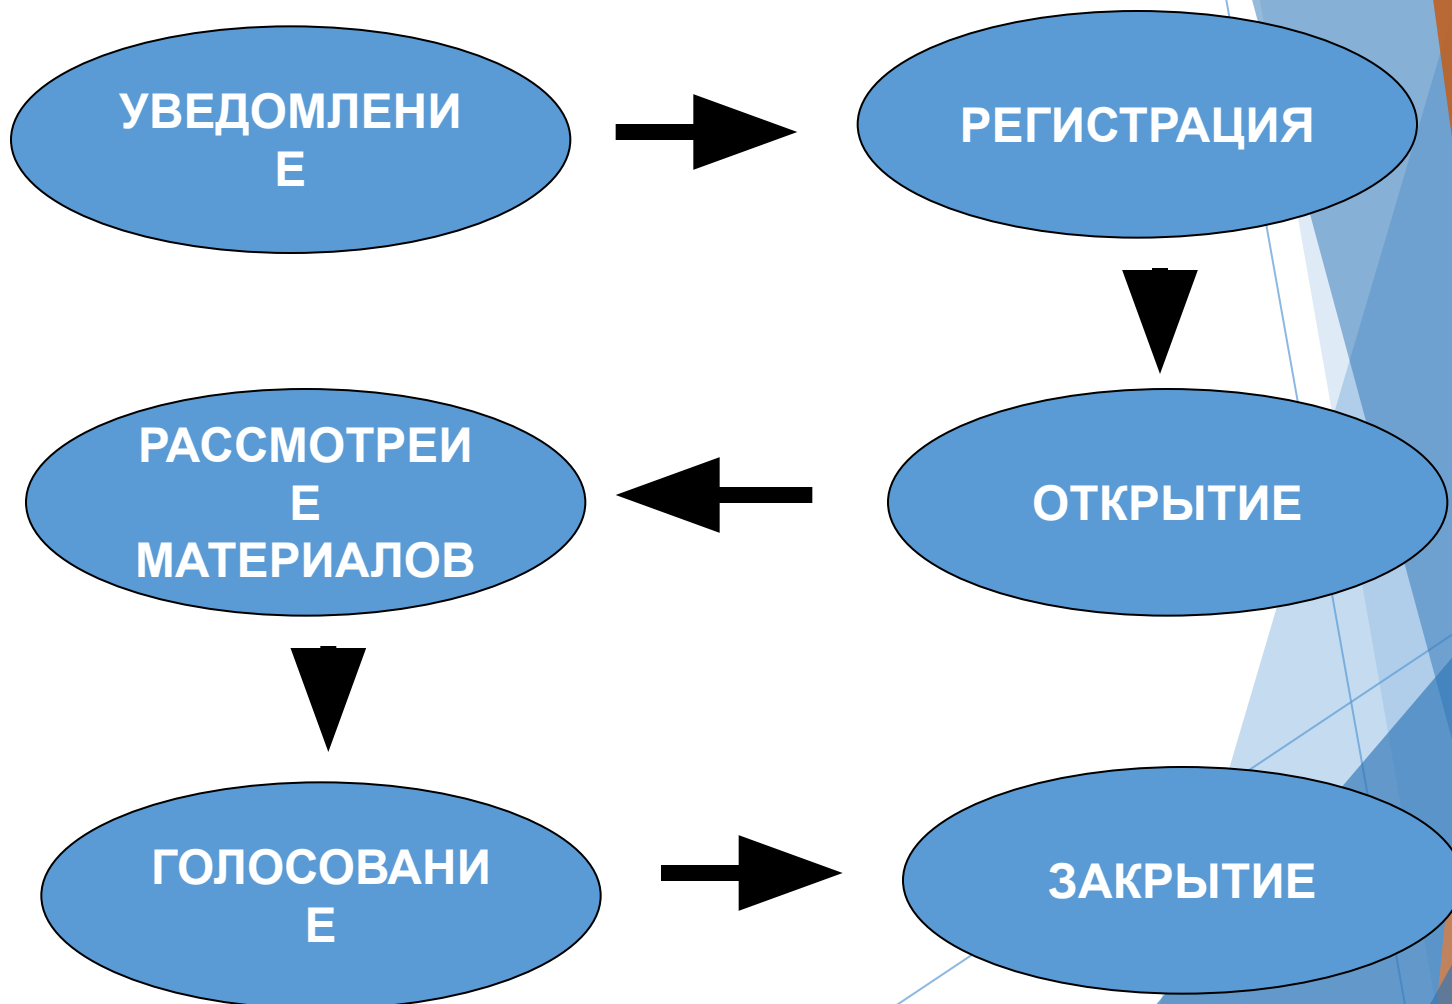 УВЕДОМЛЕНИ
Е
РЕГИСТРАЦИЯ
РАССМОТРЕИ
Е
МАТЕРИАЛОВ
ОТКРЫТИЕ
ГОЛОСОВАНИ
Е
ЗАКРЫТИЕ